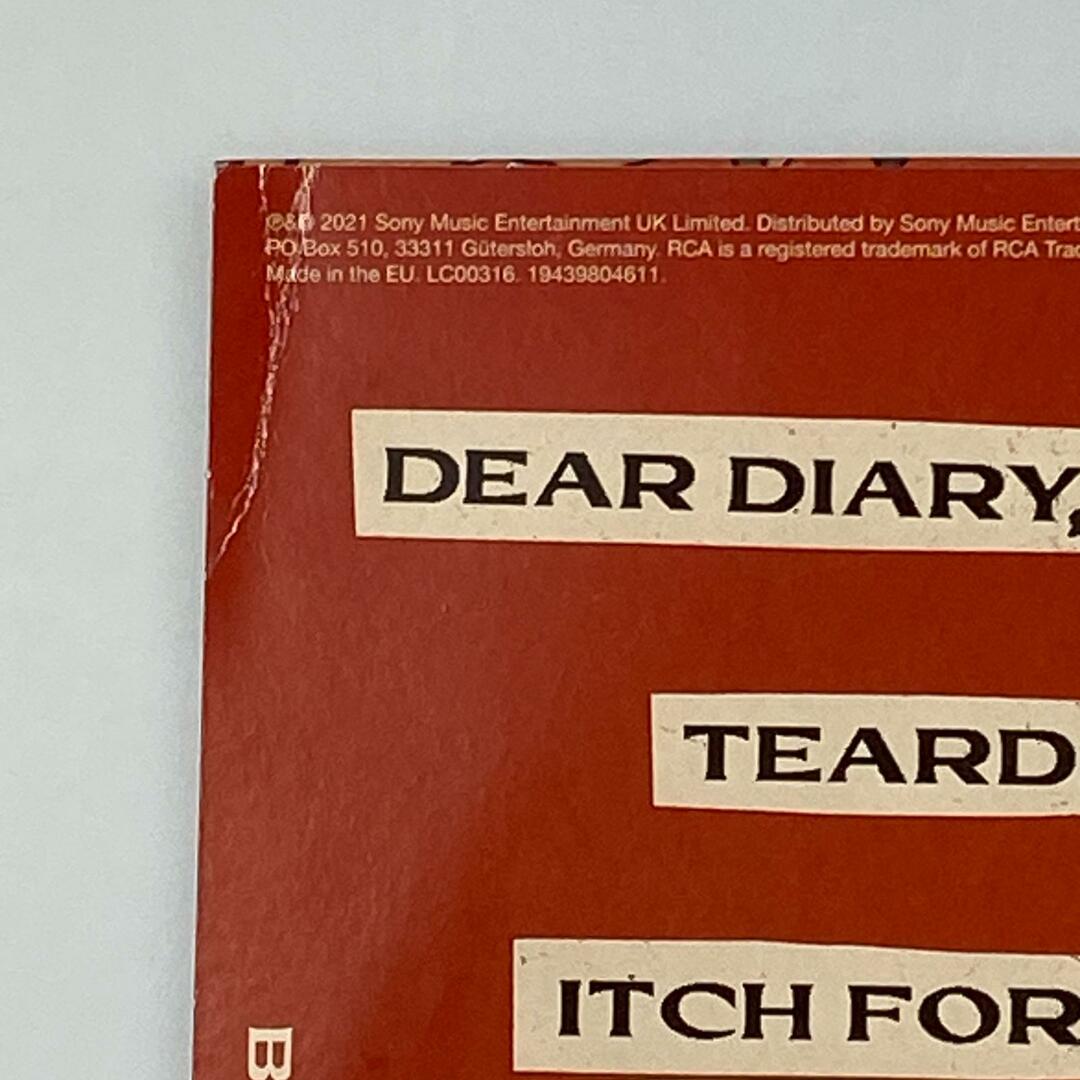 ℗&© 2021 Sony Music Entertainment UK Limited. Distributed by Sony Music Entert
PO Box 510, 33311 Gütersloh, Germany. RCA is a registered trademark of RCA Trad
Made in the EU. LC00316. 19439804611.
DEAR DIARY,
TEARD
ITCH FOR
B